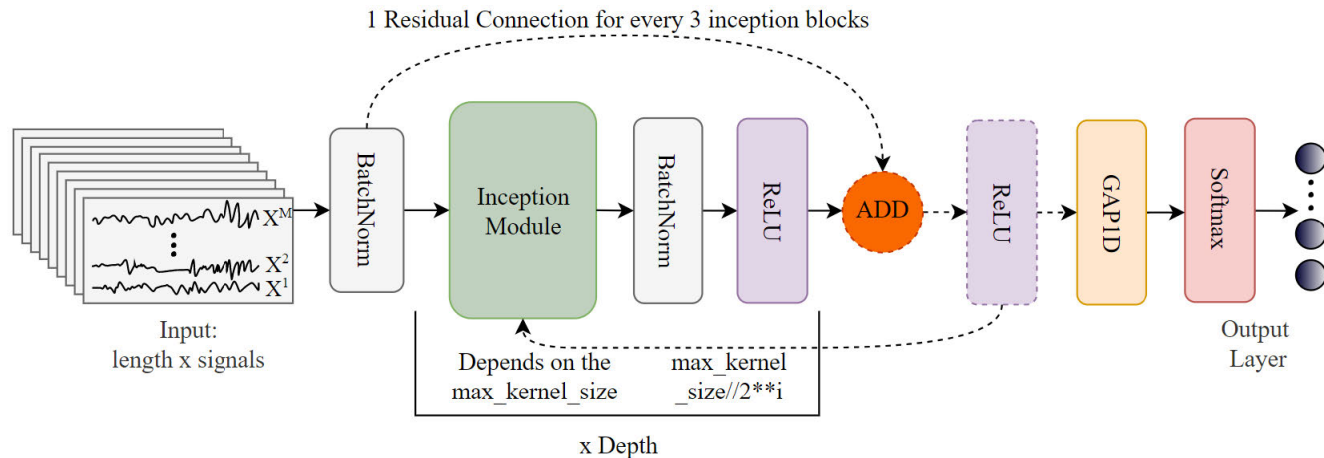 1 Residual Connection for every 3 inception blocks
X^M
X^2
X^1
Input:
length x signals
BatchNorm
Inception
Module
BatchNorm
ReLU
ADD
ReLU
GAP1D
Softmax
Output
Layer
Depends on the
max_kernel_size
max_kernel
_size//2**i
x Depth